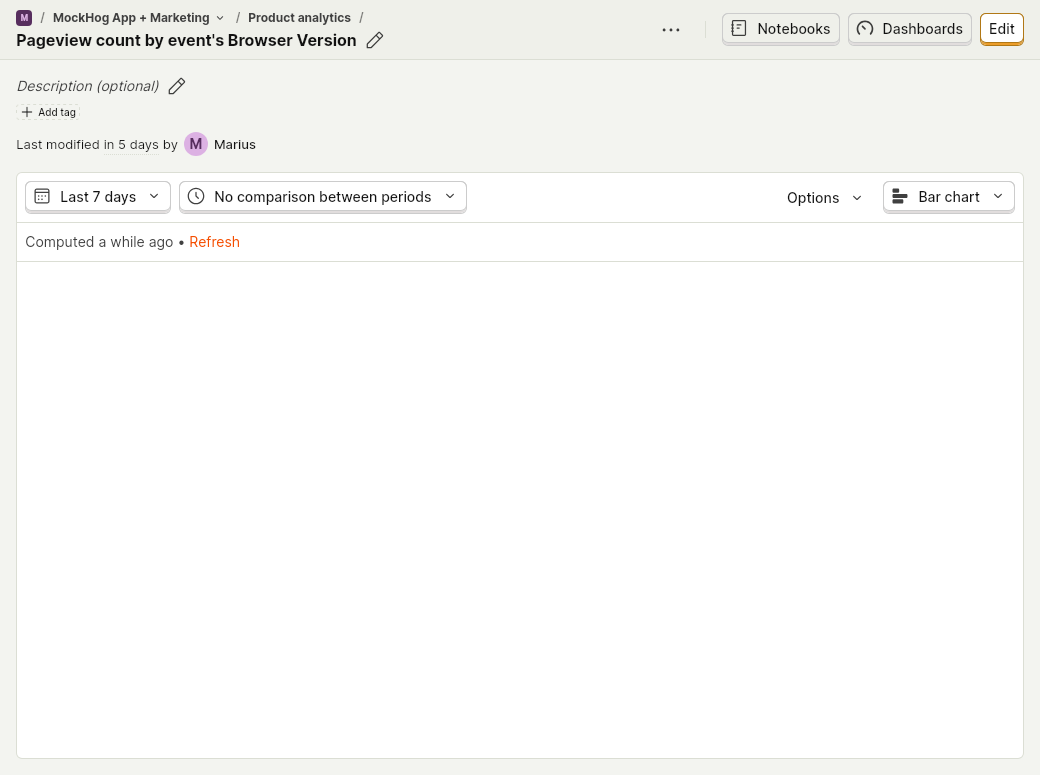 M / MockHog App + Marketing / Product analytics /
Pageview count by event's Browser Version
Notebooks
Dashboards
Edit
Description (optional)
Add tag
Last modified in 5 days by M Marius
Last 7 days
No comparison between periods
Options
Bar chart
Computed a while ago • Refresh